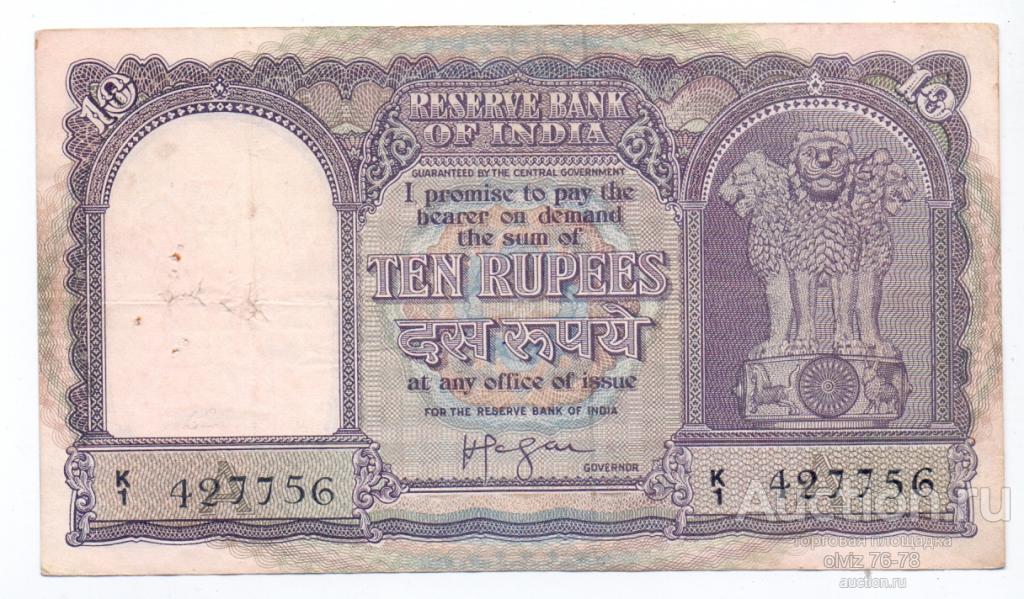 10
10
RESERVE BANK
OF INDIA
GUARANTEED BY THE CENTRAL GOVERNMENT
I promise to pay the
bearer on demand
the sum of
TEN RUPEES
दस रूपये
at any office of issue
FOR THE RESERVE BANK OF INDIA
GOVERNOR
K/1 427756
A
K/1 427756
A
Auction.ru
торговая площадка
olviz 76-78
auction.ru